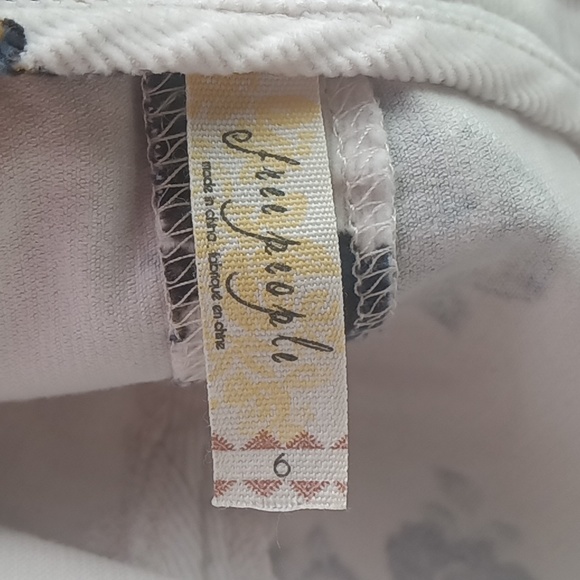 free people
made in china . fabriqué en chine
6